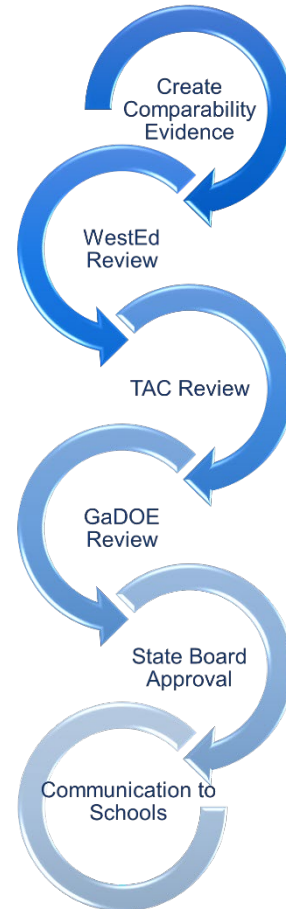 Create
Comparability
Evidence
WestEd
Review
TAC Review
GaDOE
Review
State Board
Approval
Communication to
Schools